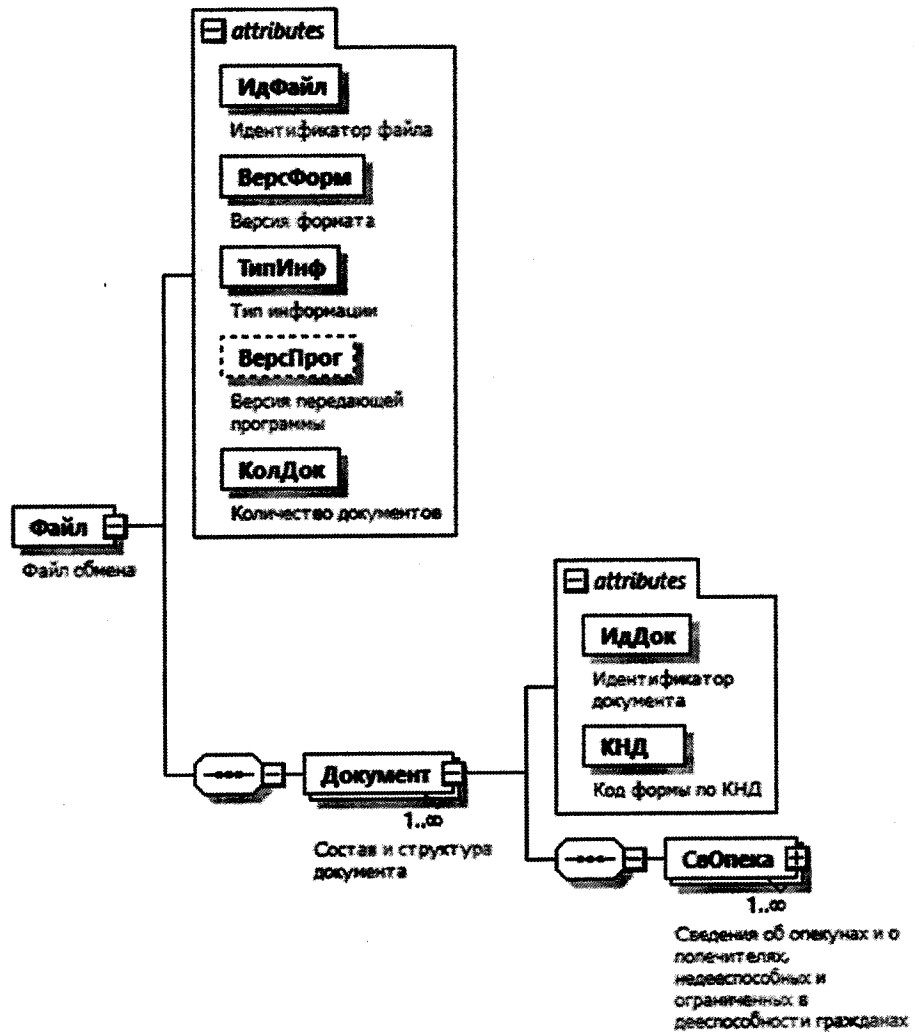 attributes
ИдФайл
Идентификатор файла
ВерсФорм
Версия формата
ТипИнф
Тип информации
ВерсПрог
Версия передающей
программы
КолДок
Количество документов
Файл
Файл обмена
Документ
1..∞
Состав и структура
документа
attributes
ИдДок
Идентификатор
документа
КНД
Код формы по КНД
СвОпека
1..∞
Сведения об опекунах и о
попечителях,
недееспособных и
ограниченных в
дееспособности гражданах